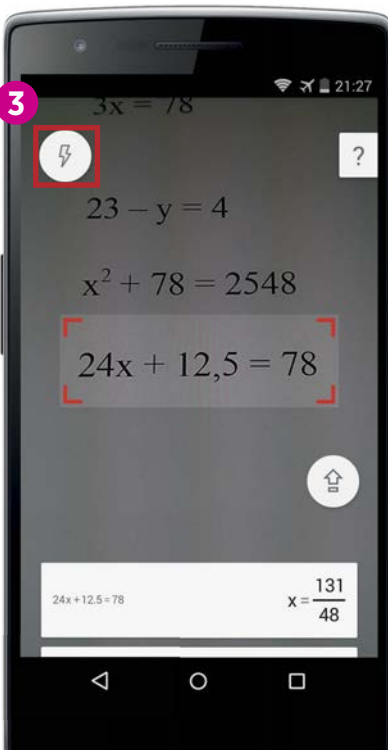 3
21:27
3x = 78
?
23 – y = 4
x² + 78 = 2548
24x + 12,5 = 78
24x + 12.5 = 78
x = 131/48